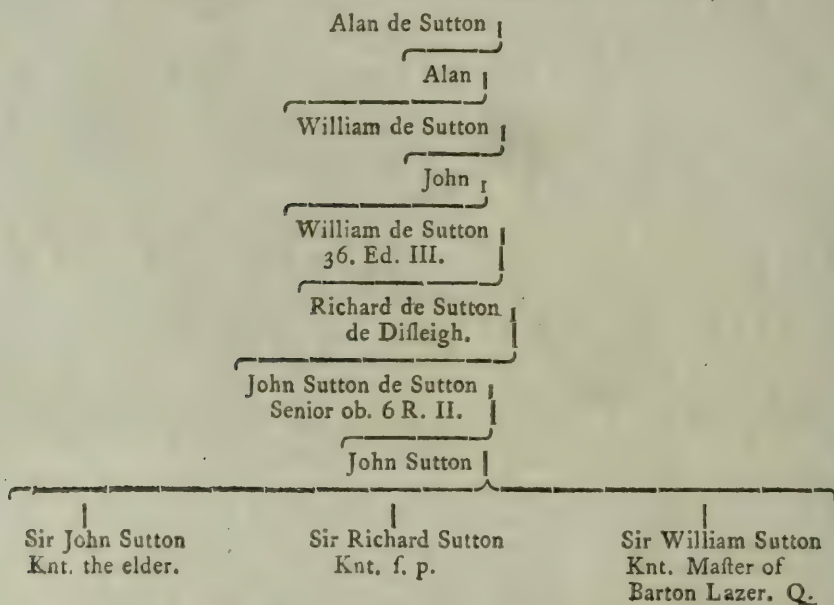 Alan de Sutton
Alan
William de Sutton
John
William de Sutton
36. Ed. III.
Richard de Sutton
de Diſleigh.
John Sutton de Sutton
Senior ob. 6 R. II.
John Sutton
Sir John Sutton
Knt. the elder.
Sir Richard Sutton
Knt. ſ. p.
Sir William Sutton
Knt. Maſter of
Barton Lazer. Q.